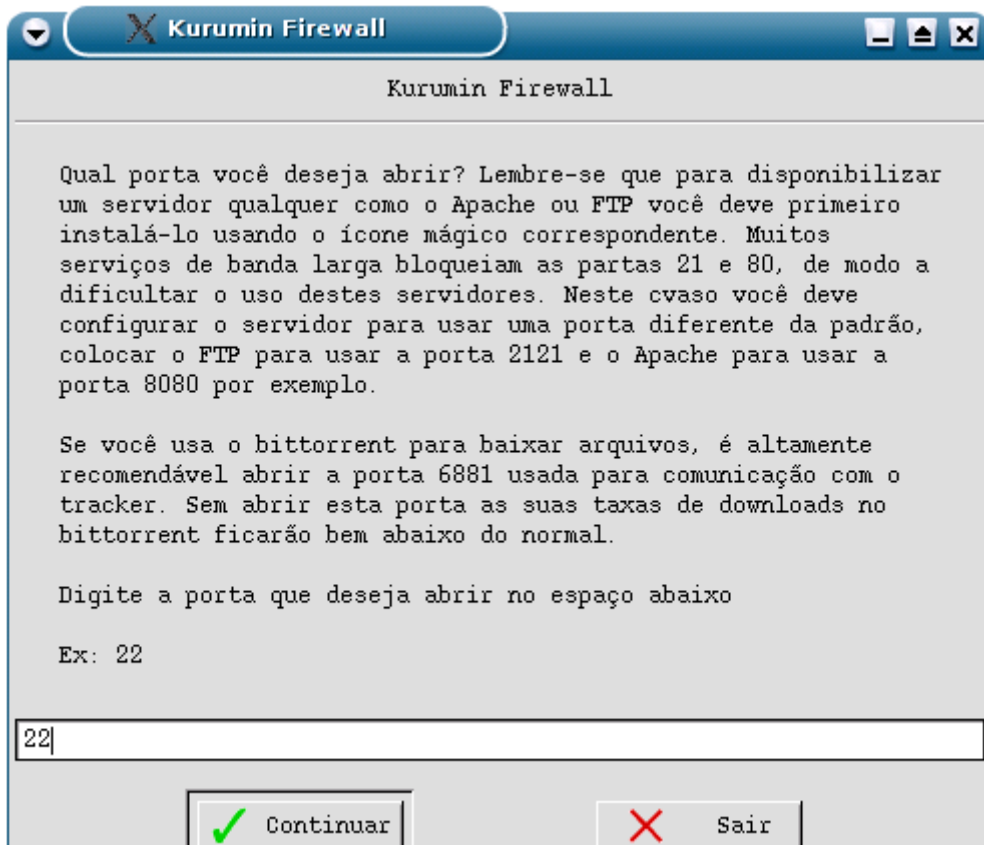 Kurumin Firewall
Kurumin Firewall
Qual porta você deseja abrir? Lembre-se que para disponibilizar
um servidor qualquer como o Apache ou FTP você deve primeiro
instalá-lo usando o ícone mágico correspondente. Muitos
serviços de banda larga bloqueiam as partas 21 e 80, de modo a
dificultar o uso destes servidores. Neste cvaso você deve
configurar o servidor para usar uma porta diferente da padrão,
colocar o FTP para usar a porta 2121 e o Apache para usar a
porta 8080 por exemplo.
Se você usa o bittorrent para baixar arquivos, é altamente
recomendável abrir a porta 6881 usada para comunicação com o
tracker. Sem abrir esta porta as suas taxas de downloads no
bittorrent ficarão bem abaixo do normal.
Digite a porta que deseja abrir no espaço abaixo
Ex: 22
22
Continuar
Sair